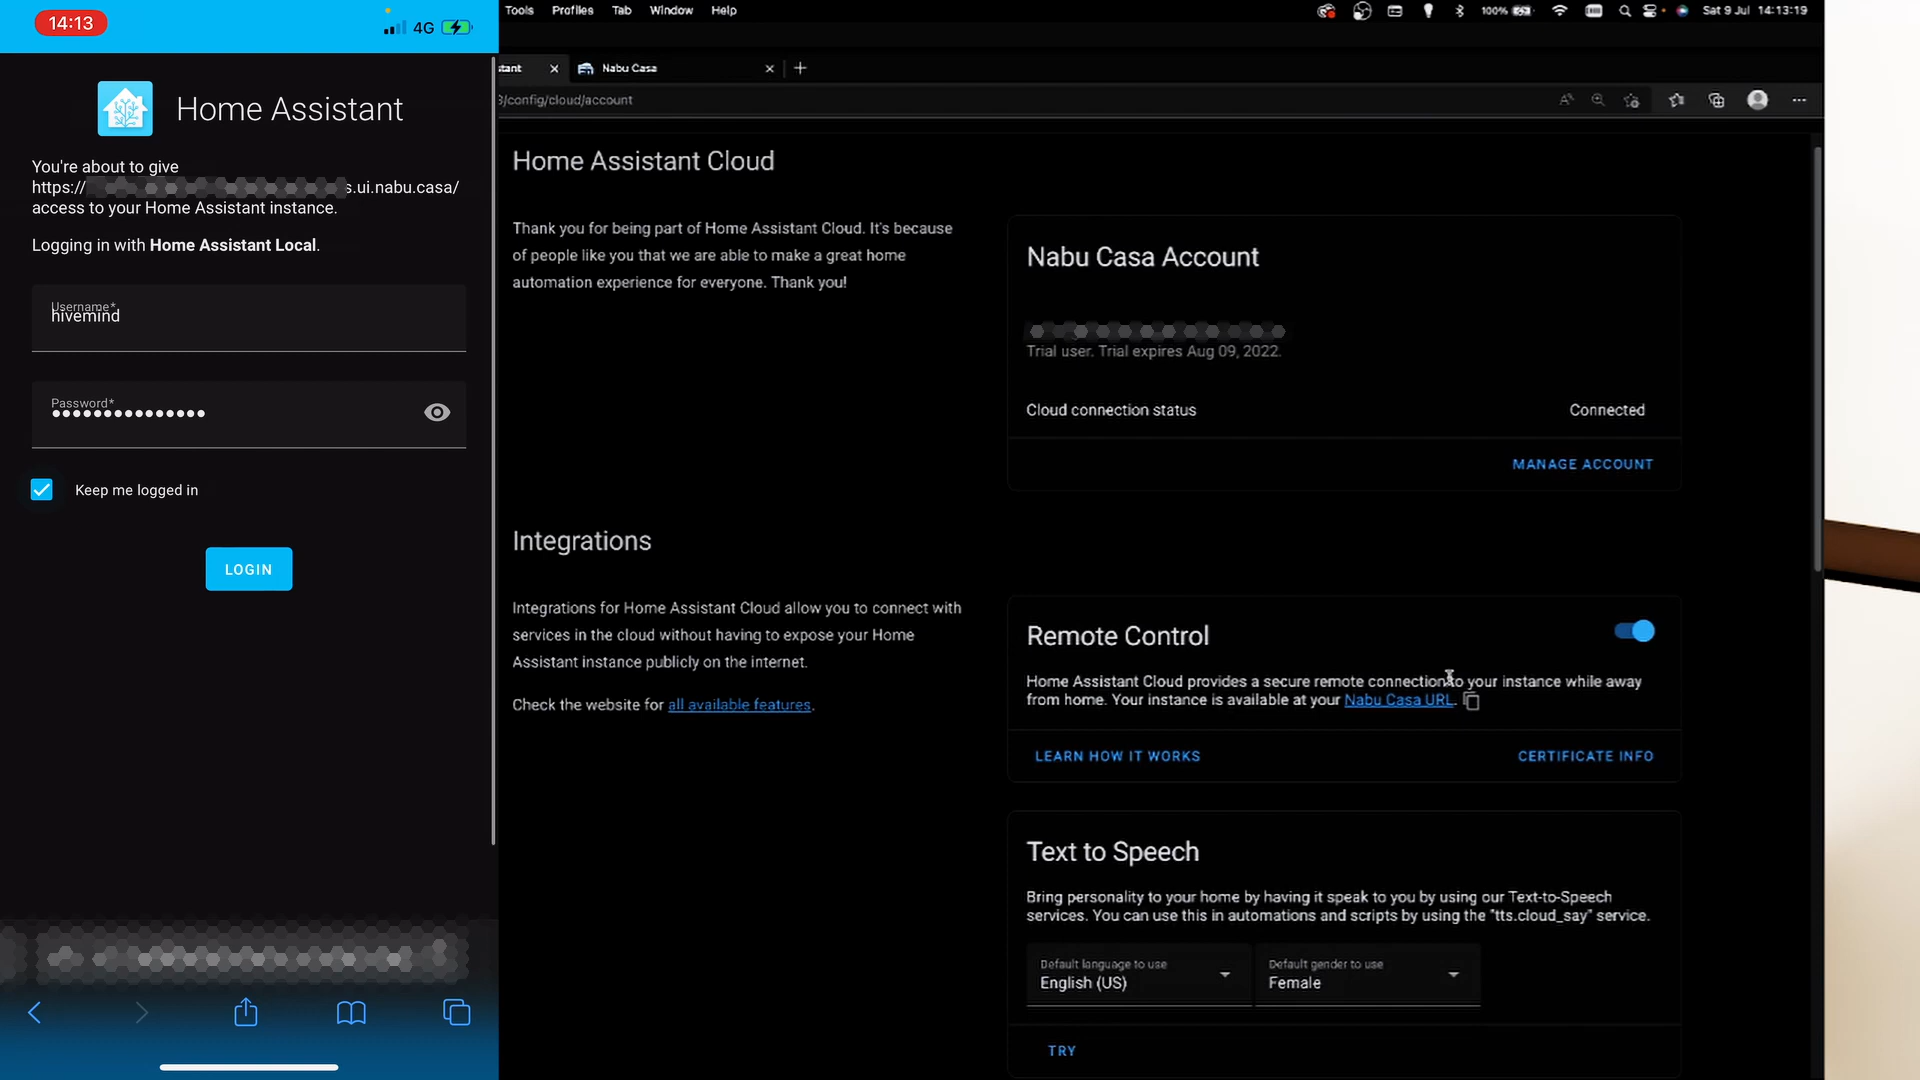 14:13
4G
Home Assistant
You're about to give
https://
s.ui.nabu.casa/
access to your Home Assistant instance.
Logging in with Home Assistant Local.
Username*
hivemind
Password*
Keep me logged in
LOGIN
Tools Profiles Tab Window Help
100%
Sat 9 Jul 14:13:19
stant
Nabu Casa
/config/cloud/account
Home Assistant Cloud
Thank you for being part of Home Assistant Cloud. It's because
of people like you that we are able to make a great home
automation experience for everyone. Thank you!
Nabu Casa Account
Trial user. Trial expires Aug 09, 2022.
Cloud connection status
Connected
MANAGE ACCOUNT
Integrations
Integrations for Home Assistant Cloud allow you to connect with
services in the cloud without having to expose your Home
Assistant instance publicly on the internet.
Check the website for all available features.
Remote Control
Home Assistant Cloud provides a secure remote connection to your instance while away
from home. Your instance is available at your Nabu Casa URL.
LEARN HOW IT WORKS
CERTIFICATE INFO
Text to Speech
Bring personality to your home by having it speak to you by using our Text-to-Speech
services. You can use this in automations and scripts by using the "tts.cloud_say" service.
Default language to use
English (US)
Default gender to use
Female
TRY